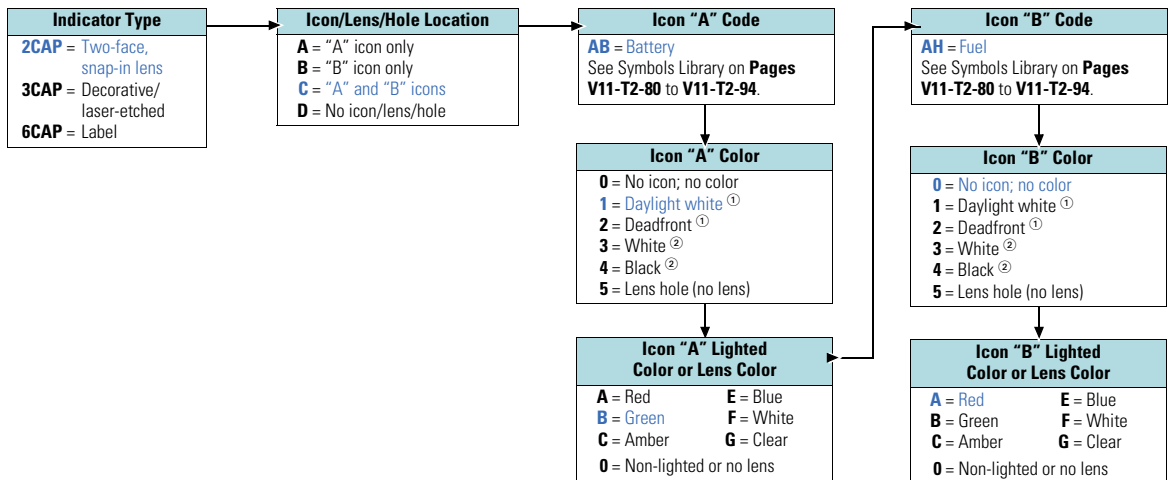 Indicator Type
2CAP = Two-face,
snap-in lens
3CAP = Decorative/
laser-etched
6CAP = Label
Icon/Lens/Hole Location
A = “A” icon only
B = “B” icon only
C = “A” and “B” icons
D = No icon/lens/hole
Icon “A” Code
AB = Battery
See Symbols Library on Pages
V11-T2-80 to V11-T2-94.
Icon “A” Color
0 = No icon; no color
1 = Daylight white ①
2 = Deadfront ①
3 = White ②
4 = Black ②
5 = Lens hole (no lens)
Icon “A” Lighted
Color or Lens Color
A = Red E = Blue
B = Green F = White
C = Amber G = Clear
0 = Non-lighted or no lens
Icon “B” Code
AH = Fuel
See Symbols Library on Pages
V11-T2-80 to V11-T2-94.
Icon “B” Color
0 = No icon; no color
1 = Daylight white ①
2 = Deadfront ①
3 = White ②
4 = Black ②
5 = Lens hole (no lens)
Icon “B” Lighted
Color or Lens Color
A = Red E = Blue
B = Green F = White
C = Amber G = Clear
0 = Non-lighted or no lens